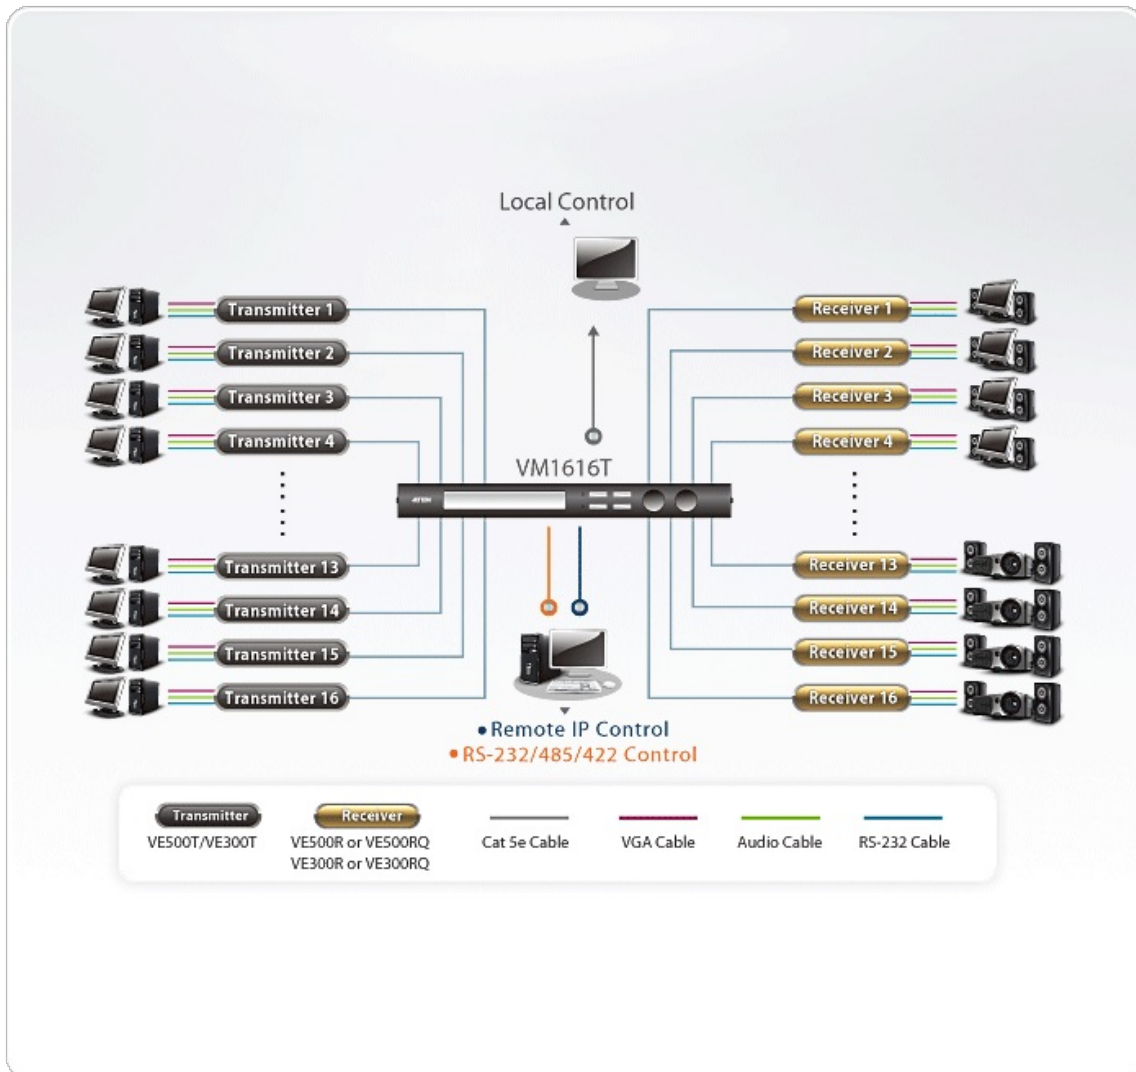 Local Control
Transmitter 1
Transmitter 2
Transmitter 3
Transmitter 4
Receiver 1
Receiver 2
Receiver 3
Receiver 4
VM1616T
ATEN
Transmitter 13
Transmitter 14
Transmitter 15
Transmitter 16
Receiver 13
Receiver 14
Receiver 15
Receiver 16
• Remote IP Control
• RS-232/485/422 Control
Transmitter
VE500T/VE300T
Receiver
VE500R or VE500RQ
VE300R or VE300RQ
Cat 5e Cable
VGA Cable
Audio Cable
RS-232 Cable